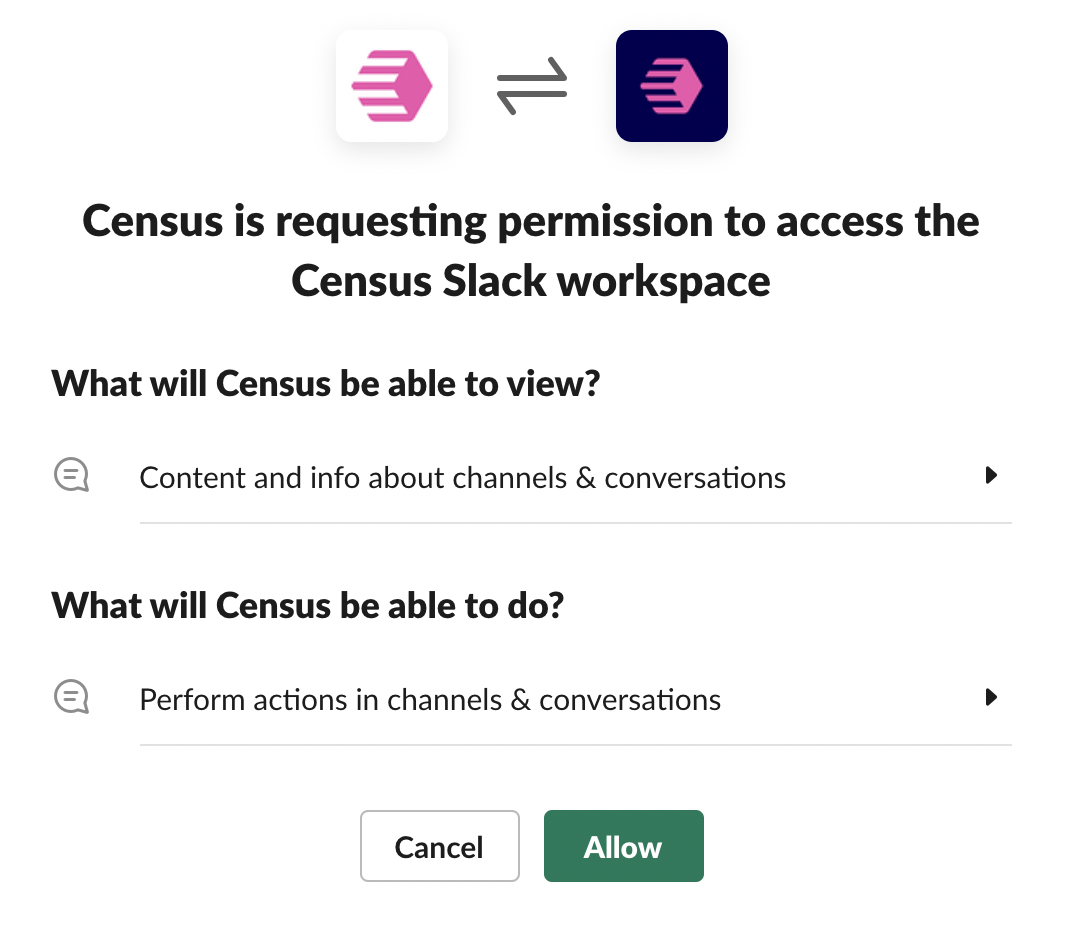 Census is requesting permission to access the
Census Slack workspace
What will Census be able to view?
Content and info about channels & conversations
What will Census be able to do?
Perform actions in channels & conversations
Cancel Allow